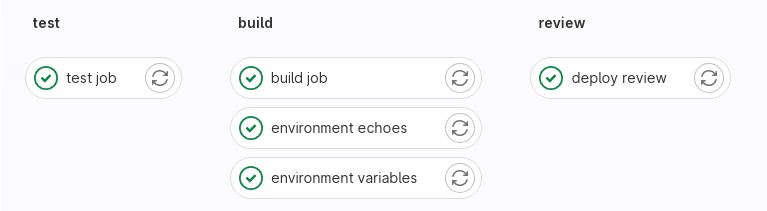 test
test job
build
build job
environment echoes
environment variables
review
deploy review